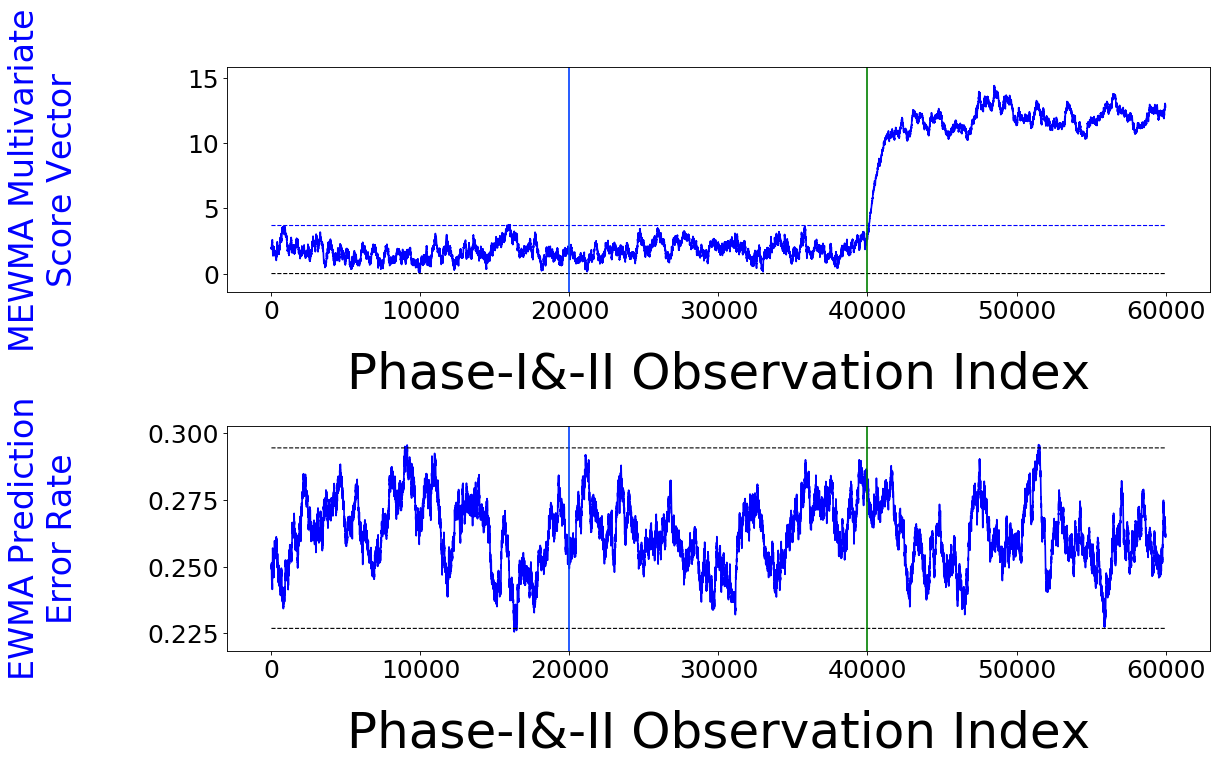 MEWMA Multivariate
Score Vector
15
10
5
0
0 10000 20000 30000 40000 50000 60000
Phase-I&-II Observation Index
EWMA Prediction
Error Rate
0.300
0.275
0.250
0.225
0 10000 20000 30000 40000 50000 60000
Phase-I&-II Observation Index